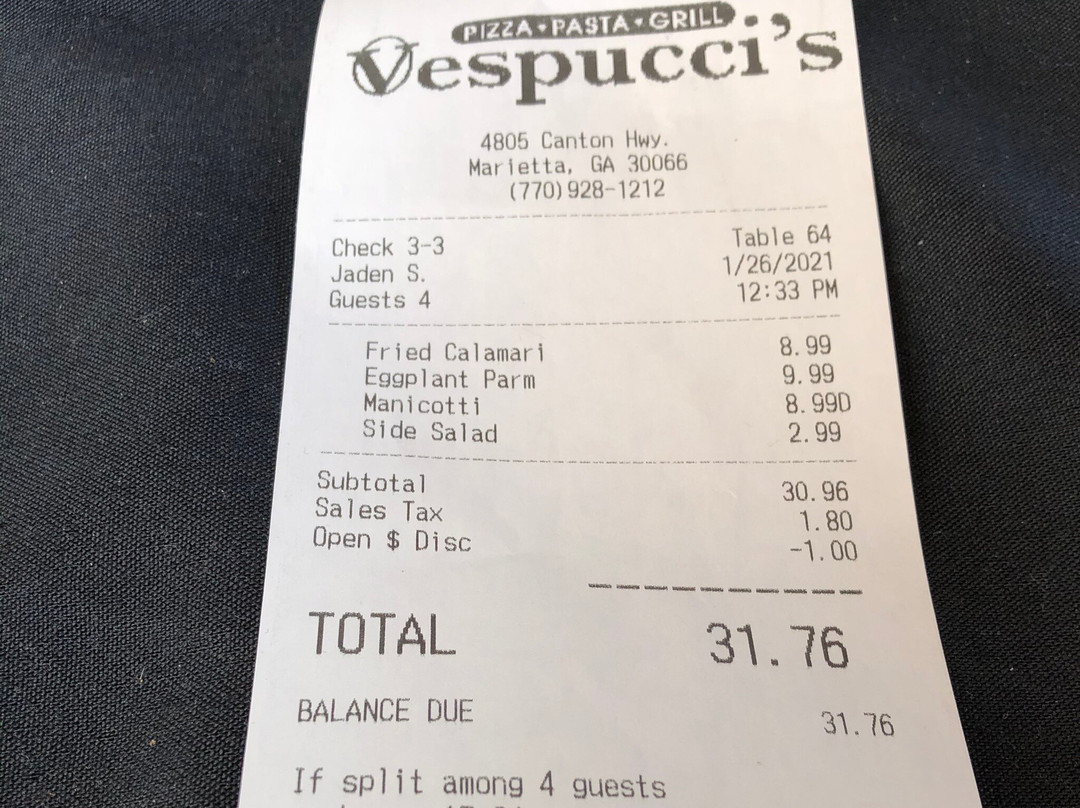 PIZZA • PASTA • GRILL
Vespucci's
4805 Canton Hwy.
Marietta, GA 30066
(770)928-1212
Check 3-3 Table 64
Jaden S. 1/26/2021
Guests 4 12:33 PM
Fried Calamari 8.99
Eggplant Parm 9.99
Manicotti 8.99D
Side Salad 2.99
Subtotal 30.96
Sales Tax 1.80
Open $ Disc -1.00
TOTAL 31.76
BALANCE DUE 31.76
If split among 4 guests